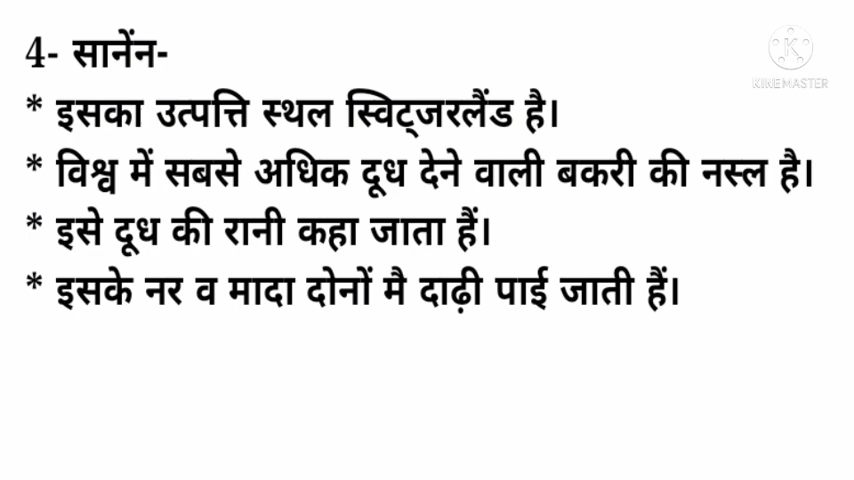 4- सानेंन-
* इसका उत्पत्ति स्थल स्विट्जरलैंड है।
* विश्व में सबसे अधिक दूध देने वाली बकरी की नस्ल है।
* इसे दूध की रानी कहा जाता हैं।
* इसके नर व मादा दोनों मै दाढ़ी पाई जाती हैं।
K
KINEMASTER